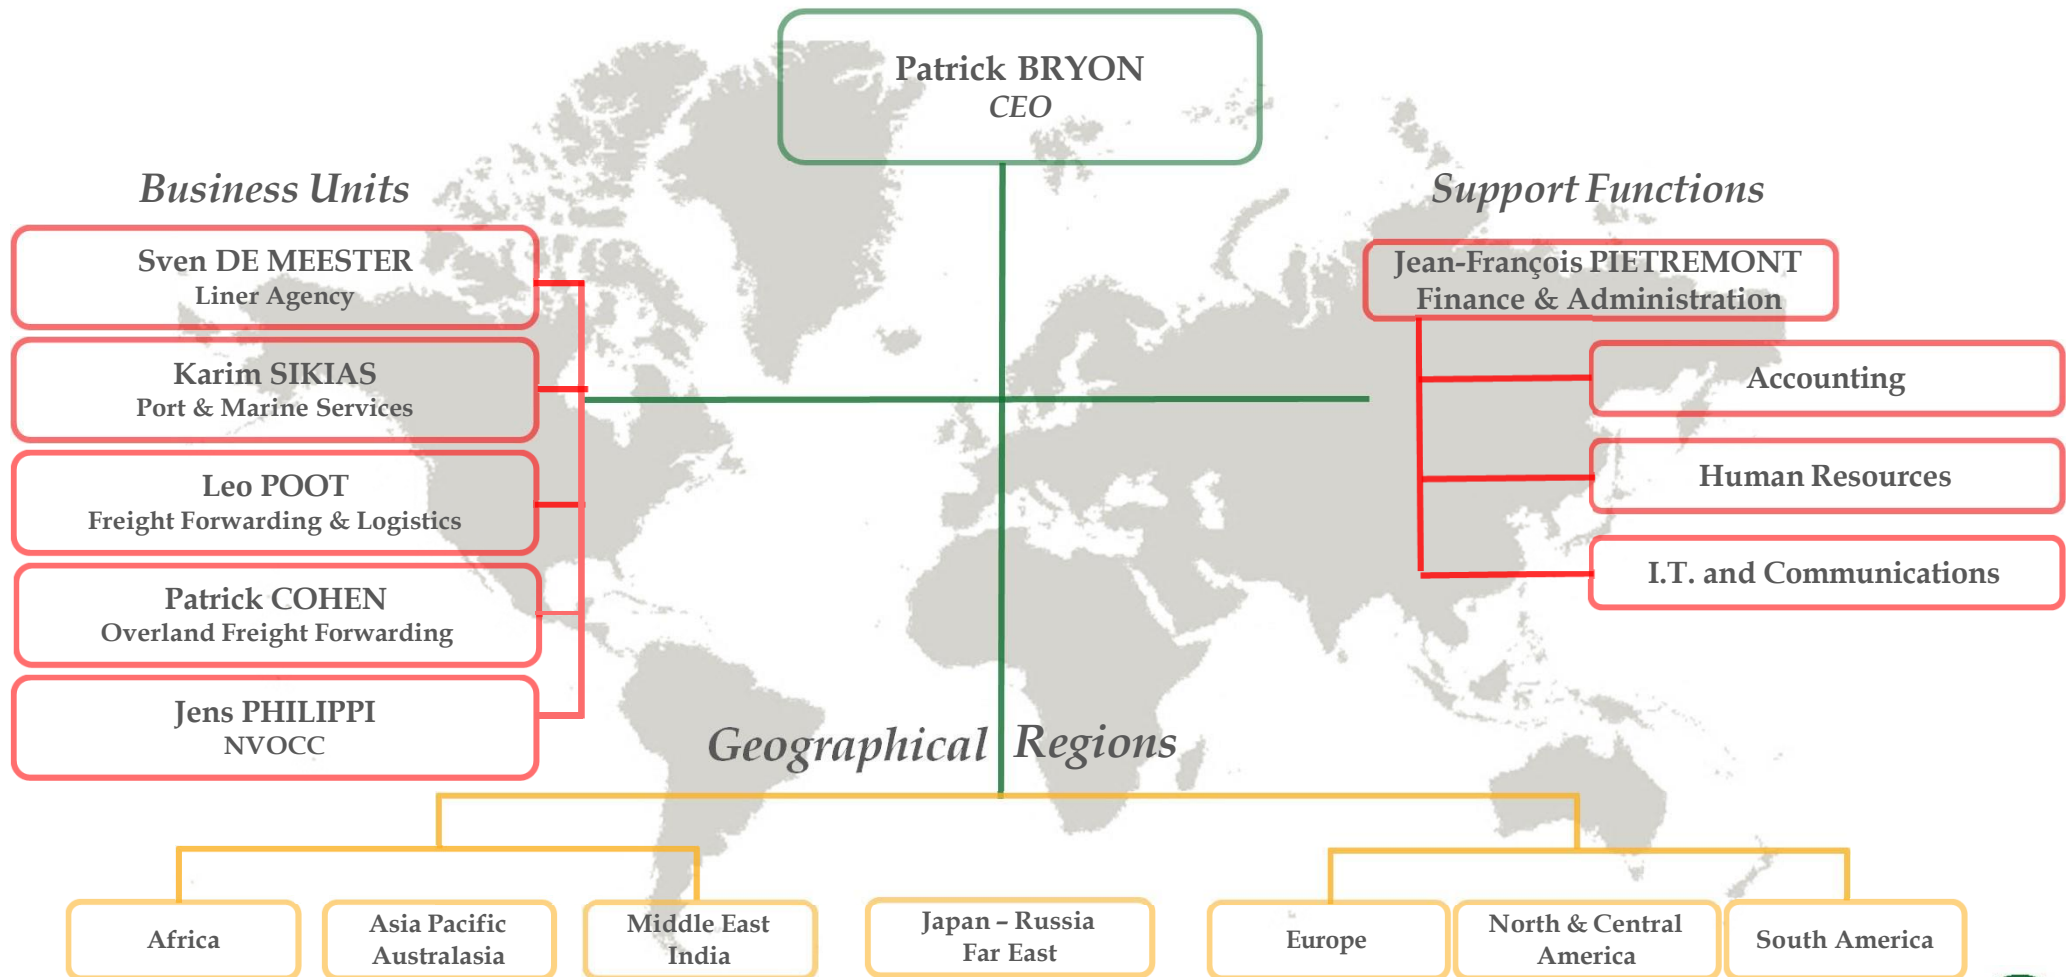 Patrick BRYON
CEO
Business Units
Sven DE MEESTER
Liner Agency
Karim SIKIAS
Port & Marine Services
Leo POOT
Freight Forwarding & Logistics
Patrick COHEN
Overland Freight Forwarding
Jens PHILIPPI
NVOCC
Support Functions
Jean-François PIETREMONT
Finance & Administration
Accounting
Human Resources
I.T. and Communications
Geographical Regions
Africa
Asia Pacific
Australasia
Middle East
India
Japan – Russia
Far East
Europe
North & Central
America
South America